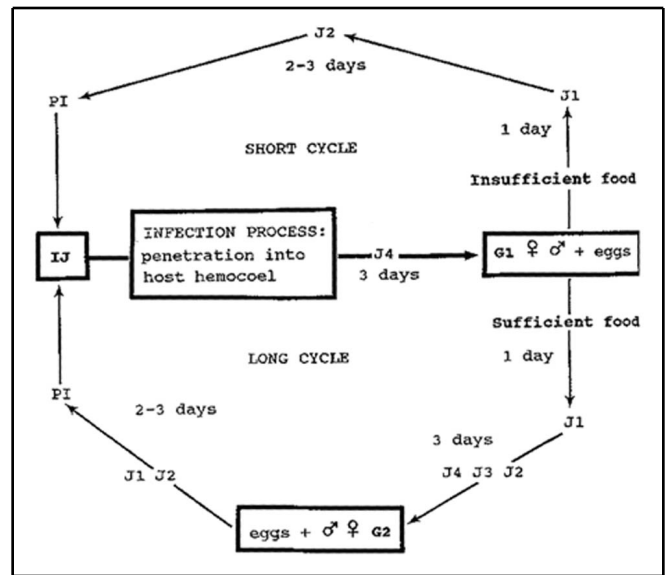 J2
2-3 days
PI
J1
1 day
SHORT CYCLE
Insufficient food
INFECTION PROCESS:
penetration into
host hemocoel
IJ
J4
3 days
G1 ♀ ♂ + eggs
Sufficient food
LONG CYCLE
1 day
PI
2-3 days
J1
3 days
J4 J3 J2
J1 J2
eggs + ♂ ♀ G2